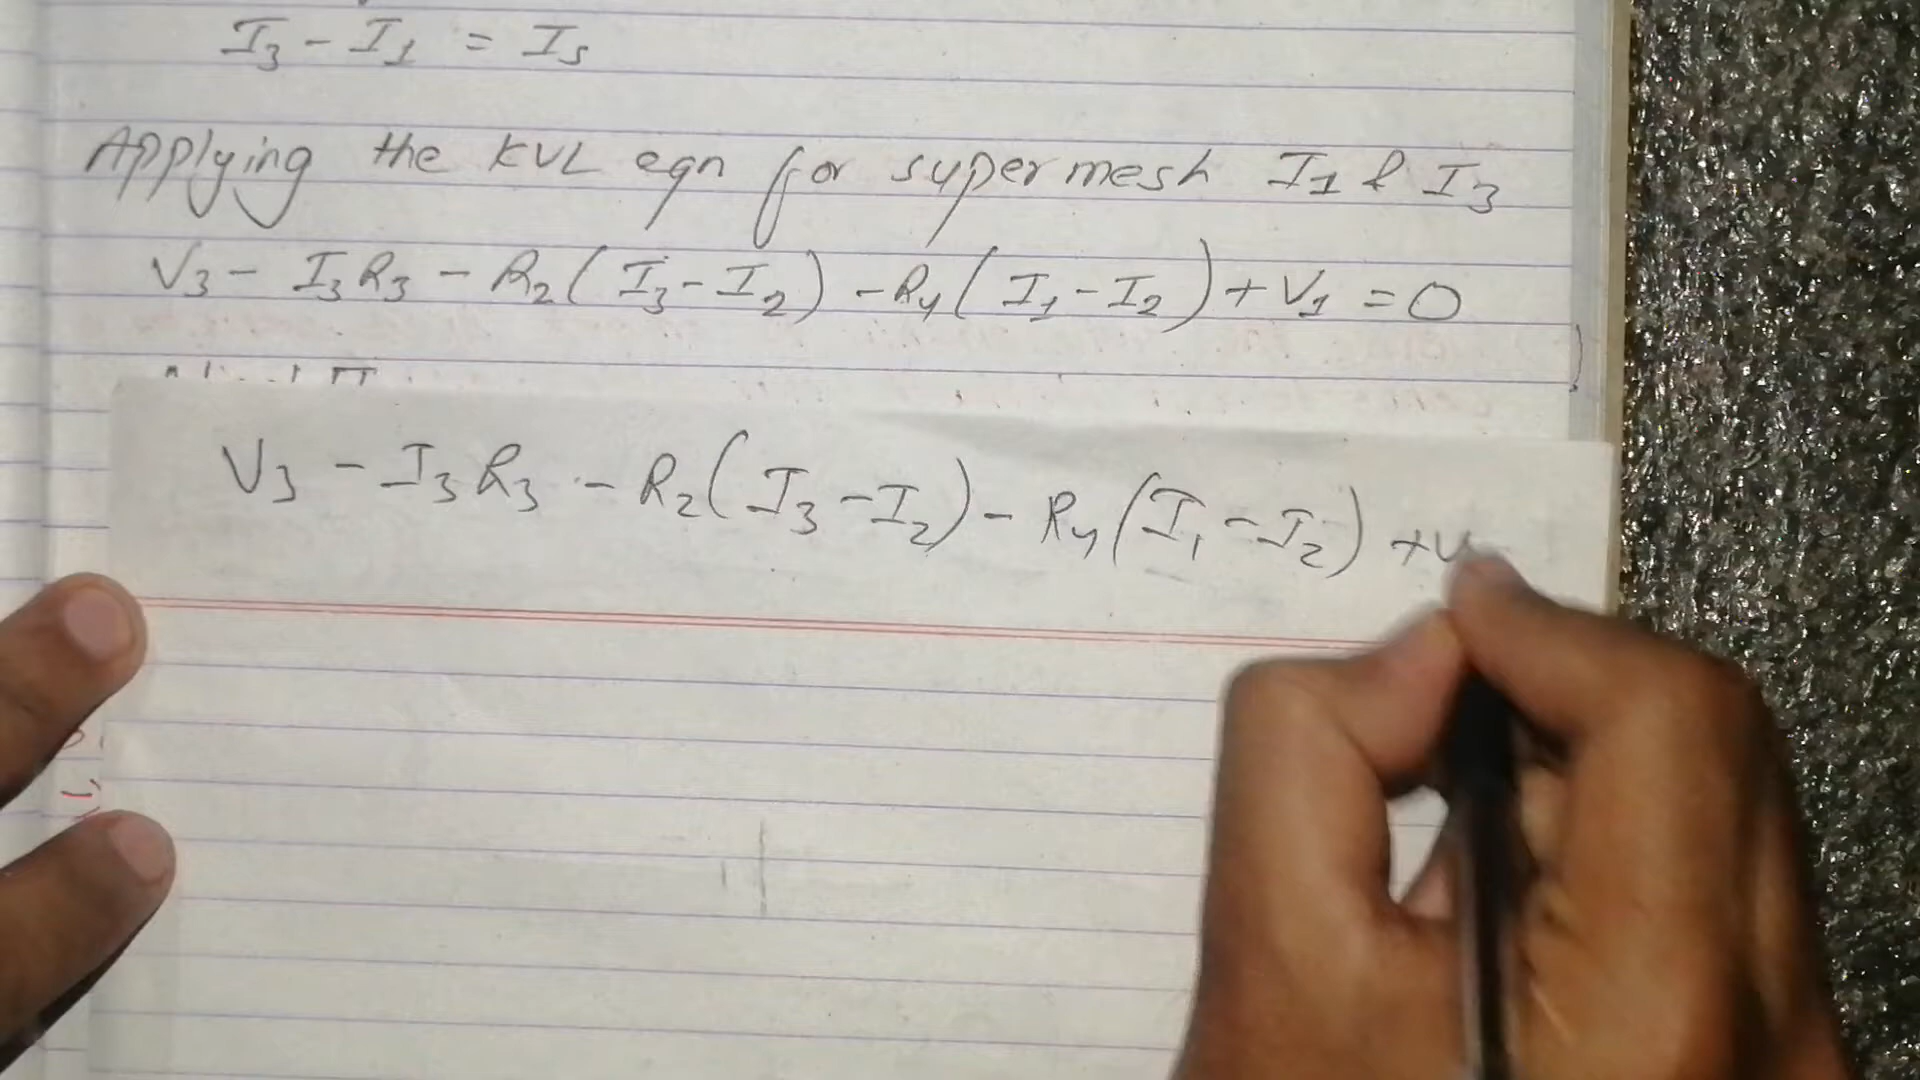 I₃ - I₁ = Is
Applying the KVL eqn for supermesh I₁ & I₃
V₃ - I₃R₃ - R₂(I₃-I₂) - R₄(I₁-I₂) + V₁ = 0
V₃ - I₃R₃ - R₂(I₃-I₂) - R₄(I₁-I₂) + V